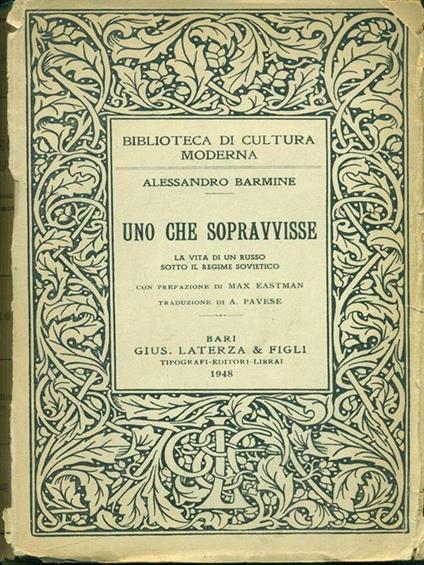 BIBLIOTECA DI CULTURA
MODERNA
ALESSANDRO BARMINE
UNO CHE SOPRAVVISSE
LA VITA DI UN RUSSO
SOTTO IL REGIME SOVIETICO
CON PREFAZIONE DI MAX EASTMAN
TRADUZIONE DI A. PAVESE
BARI
GIUS. LATERZA & FIGLI
TIPOGRAFI-EDITORI-LIBRAI
1948